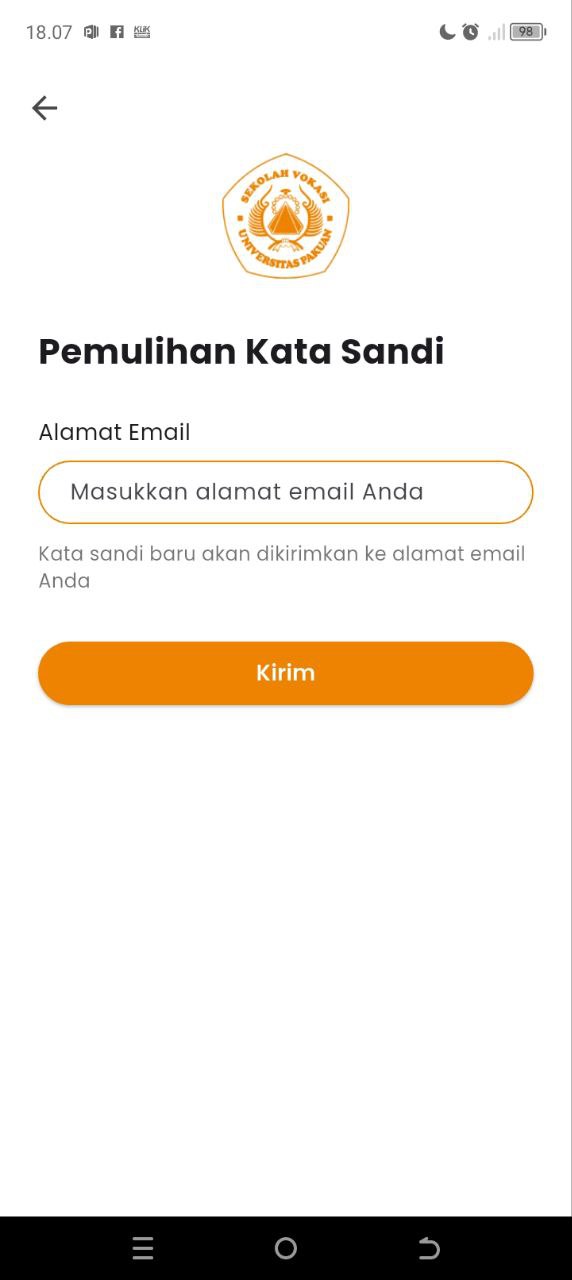 18.07
KLIK
98
SEKOLAH VOKASI
UNIVERSITAS PAKUAN
Pemulihan Kata Sandi
Alamat Email
Masukkan alamat email Anda
Kata sandi baru akan dikirimkan ke alamat email
Anda
Kirim